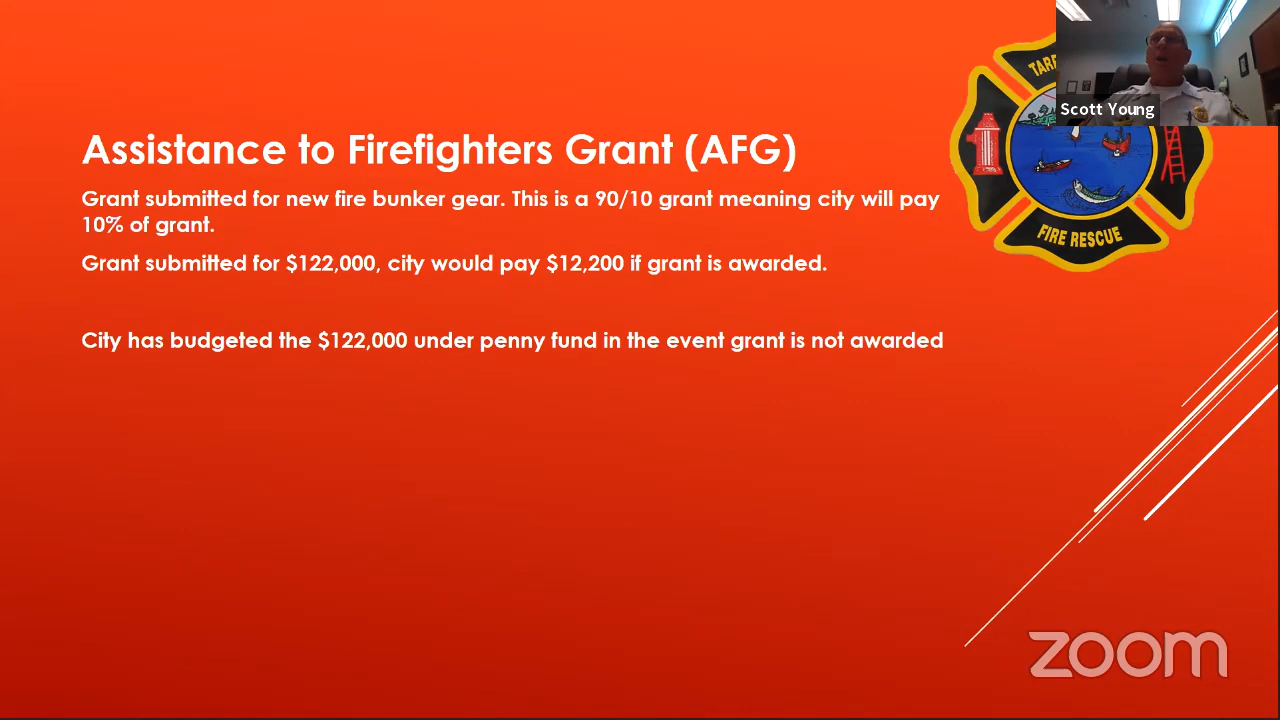 Scott Young
Assistance to Firefighters Grant (AFG)
Grant submitted for new fire bunker gear. This is a 90/10 grant meaning city will pay
10% of grant.
Grant submitted for $122,000, city would pay $12,200 if grant is awarded.
City has budgeted the $122,000 under penny fund in the event grant is not awarded
FIRE RESCUE
zoom